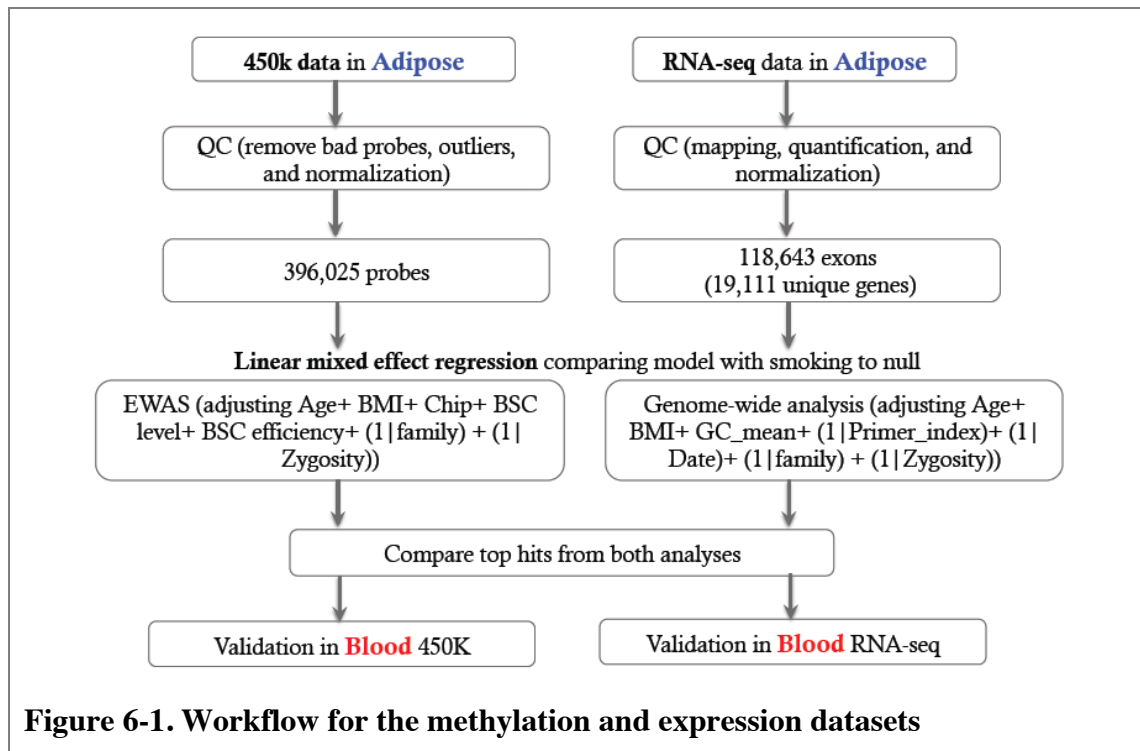 450k data in Adipose
RNA-seq data in Adipose
QC (remove bad probes, outliers,
and normalization)
QC (mapping, quantification, and
normalization)
396,025 probes
118,643 exons
(19,111 unique genes)
Linear mixed effect regression comparing model with smoking to null
EWAS (adjusting Age+ BMI+ Chip+ BSC
level+ BSC efficiency+ (1|family) + (1|
Zygosity))
Genome-wide analysis (adjusting Age+
BMI+ GC_mean+ (1|Primer_index)+ (1|
Date)+ (1|family) + (1|Zygosity))
Compare top hits from both analyses
Validation in Blood 450K
Validation in Blood RNA-seq
Figure 6-1. Workflow for the methylation and expression datasets